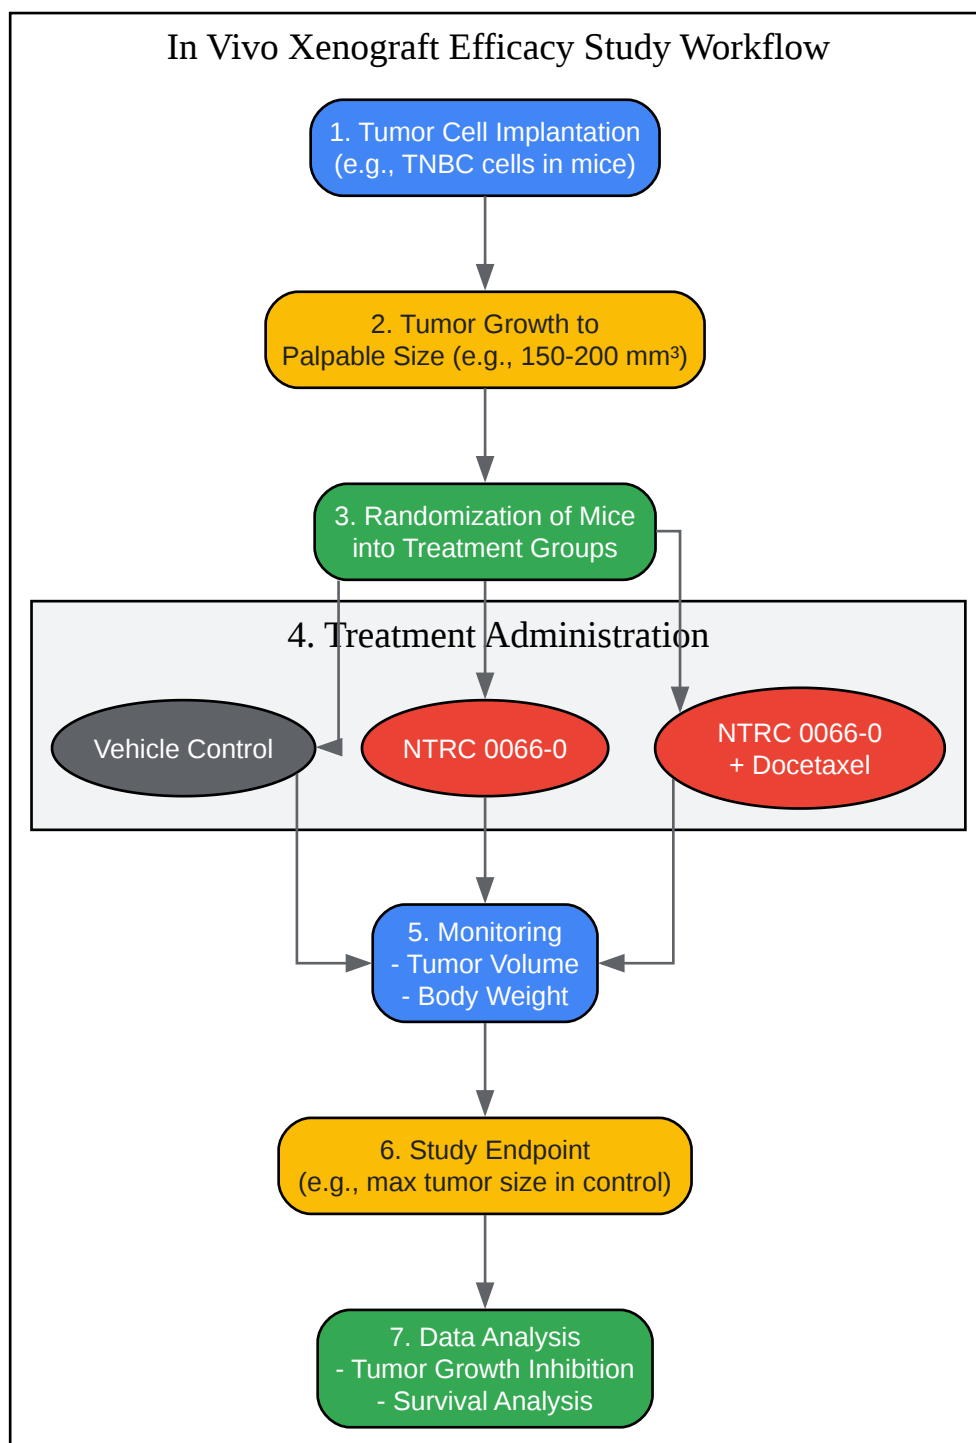 In Vivo Xenograft Efficacy Study Workflow
1. Tumor Cell Implantation
(e.g., TNBC cells in mice)
2. Tumor Growth to
Palpable Size (e.g., 150-200 mm³)
3. Randomization of Mice
into Treatment Groups
4. Treatment Administration
Vehicle Control
NTRC 0066-0
NTRC 0066-0
+ Docetaxel
5. Monitoring
- Tumor Volume
- Body Weight
6. Study Endpoint
(e.g., max tumor size in control)
7. Data Analysis
- Tumor Growth Inhibition
- Survival Analysis